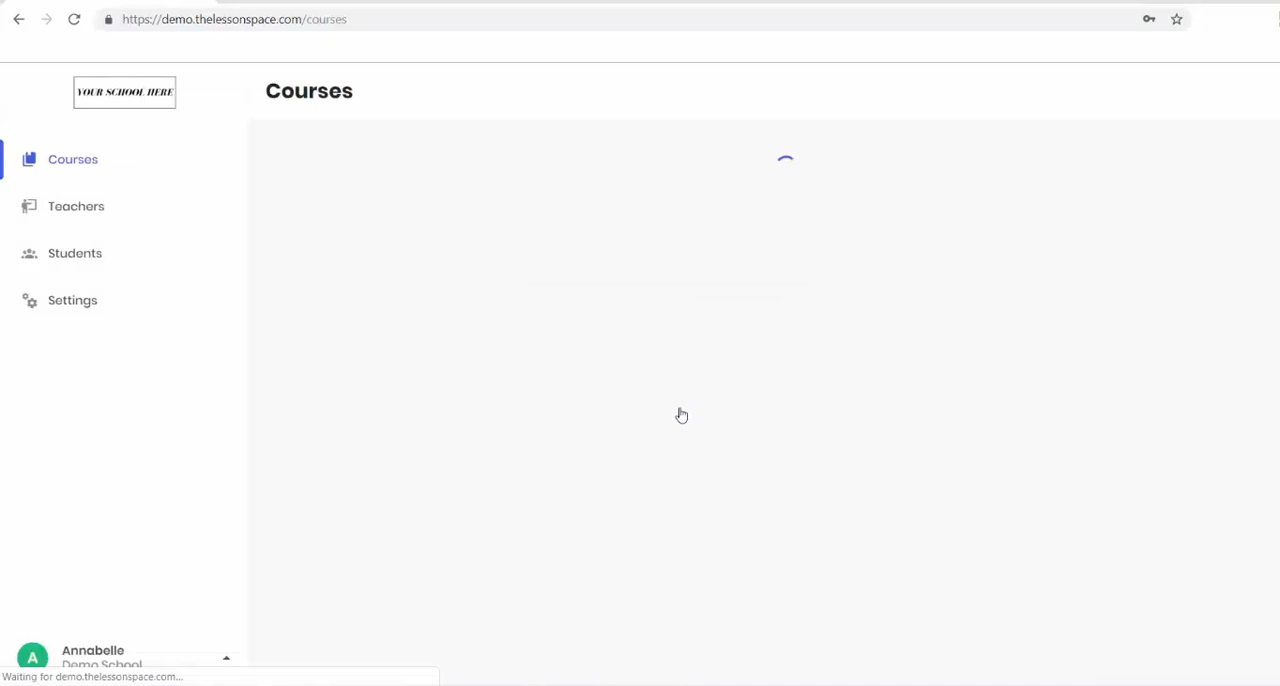 https://demo.thelessonspace.com/courses
YOUR SCHOOL HERE
Courses
Courses
Teachers
Students
Settings
A
Annabelle
Demo School
Waiting for demo.thelessonspace.com...